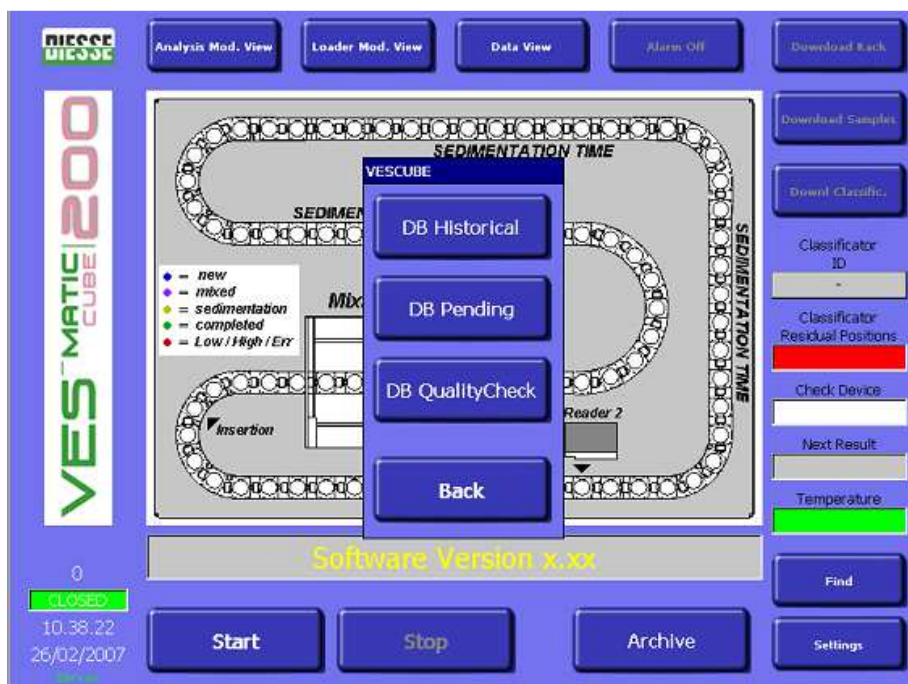 DIESSE
Analysis Mod. View
Loader Mod. View
Data View
Alarm Off
Download Rack
VES-MATIC
CUBE
200
Download Samples
Downl Classific.
SEDIMENTATION TIME
SEDIMEN
SEDIMENTATION TIME
= new
= mixed
= sedimentation
= completed
= Low / High / Err
Mix
Insertion
Reader 2
VESCUBE
DB Historical
DB Pending
DB QualityCheck
Back
Classificator
ID
-
Classificator
Residual Positions
Check Device
Next Result
Temperature
Software Version x.xx
0
CLOSED
10.38.22
26/02/2007
Start
Stop
Archive
Find
Settings